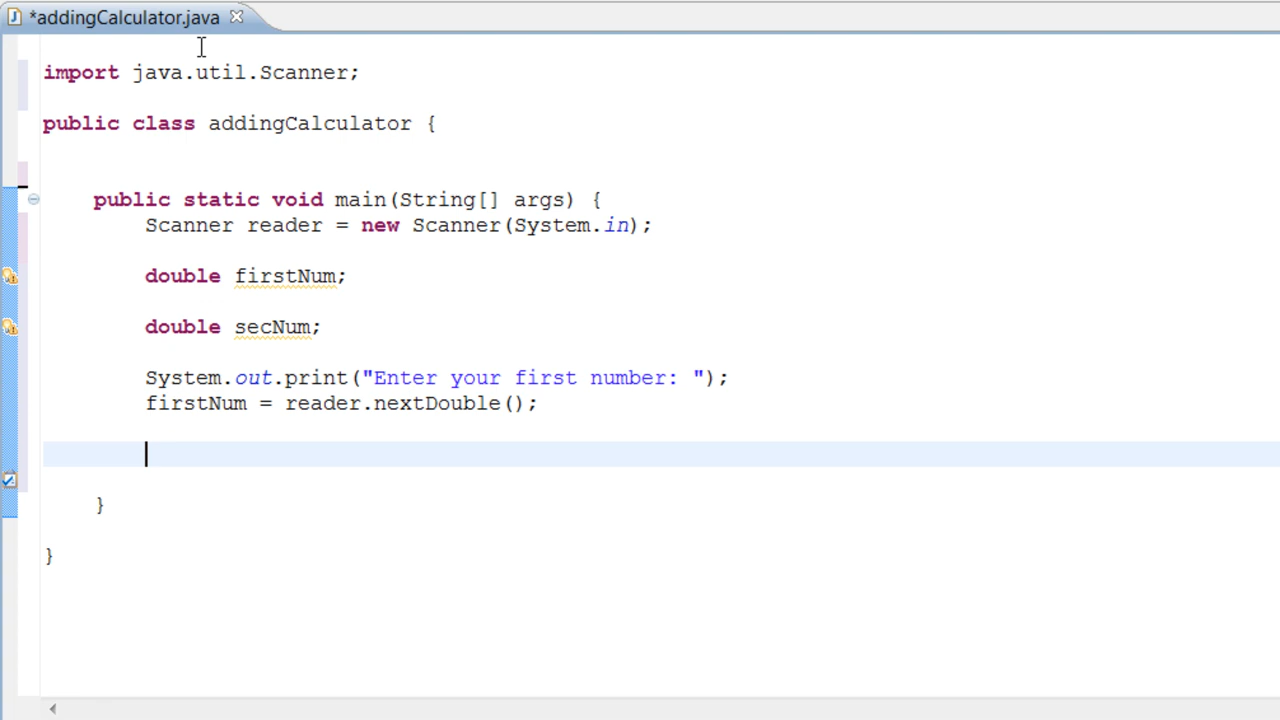 *addingCalculator.java
import java.util.Scanner;
public class addingCalculator {
public static void main(String[] args) {
Scanner reader = new Scanner(System.in);
double firstNum;
double secNum;
System.out.print("Enter your first number: ");
firstNum = reader.nextDouble();
}
}